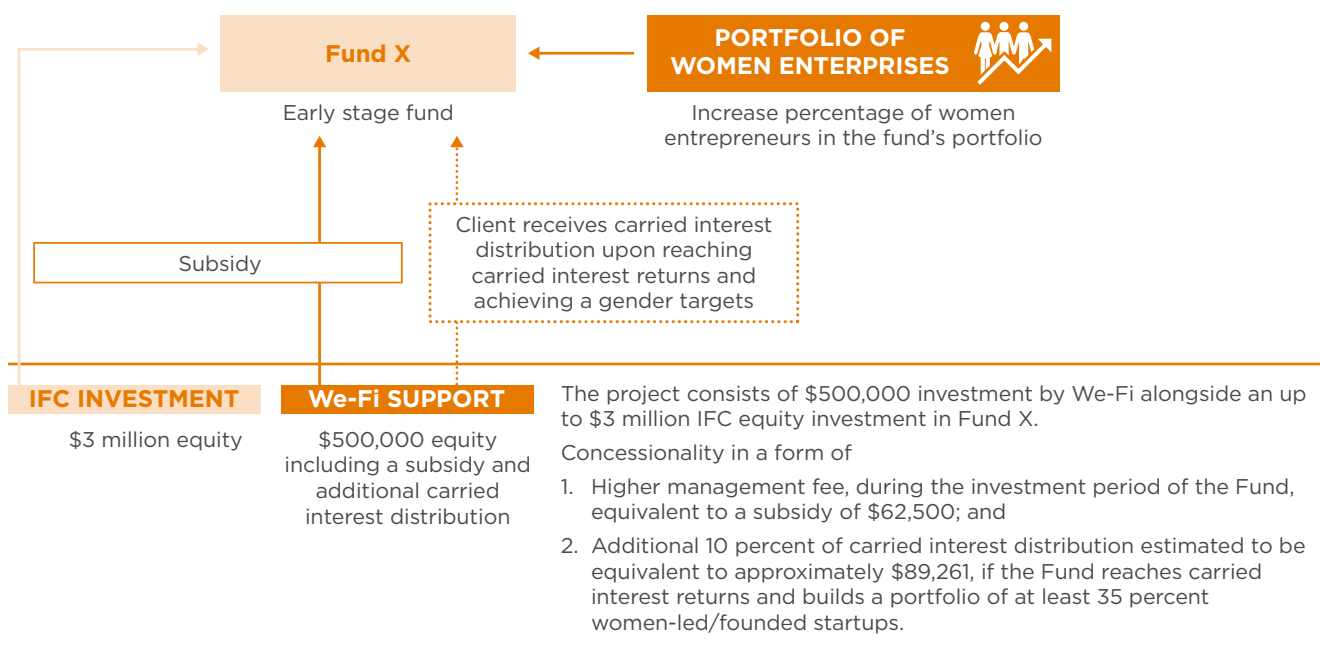 Fund X
PORTFOLIO OF
WOMEN ENTERPRISES
Early stage fund
Increase percentage of women
entrepreneurs in the fund's portfolio
Client receives carried interest
distribution upon reaching
carried interest returns and
achieving a gender targets
Subsidy
IFC INVESTMENT
$3 million equity
We-Fi SUPPORT
$500,000 equity
including a subsidy and
additional carried
interest distribution
The project consists of $500,000 investment by We-Fi alongside an up
to $3 million IFC equity investment in Fund X.
Concessionality in a form of
1. Higher management fee, during the investment period of the Fund,
equivalent to a subsidy of $62,500; and
2. Additional 10 percent of carried interest distribution estimated to be
equivalent to approximately $89,261, if the Fund reaches carried
interest returns and builds a portfolio of at least 35 percent
women-led/founded startups.